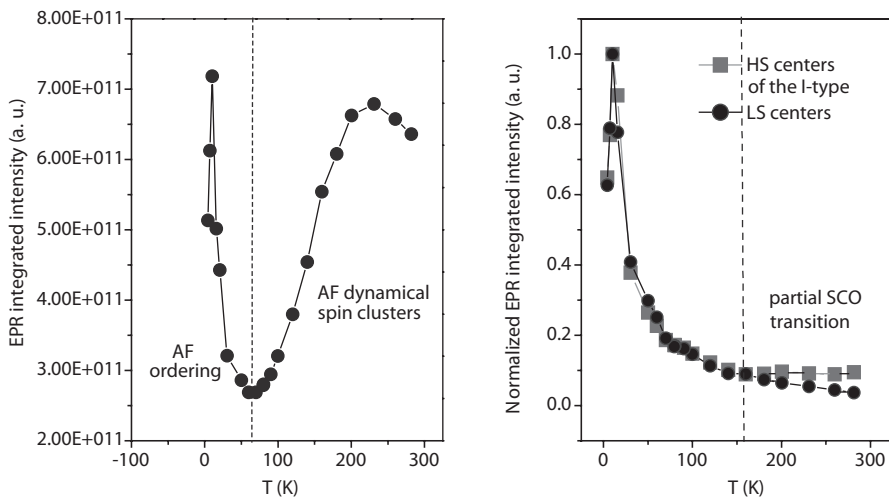 8.00E+011
7.00E+011
6.00E+011
5.00E+011
4.00E+011
3.00E+011
2.00E+011
EPR integrated intensity (a. u.)
AF
ordering
AF dynamical
spin clusters
-100
0
100
200
300
T (K)
1.0
0.8
0.6
0.4
0.2
0.0
Normalized EPR integrated intensity (a. u.)
HS centers
of the I-type
LS centers
partial SCO
transition
0
100
200
300
T (K)